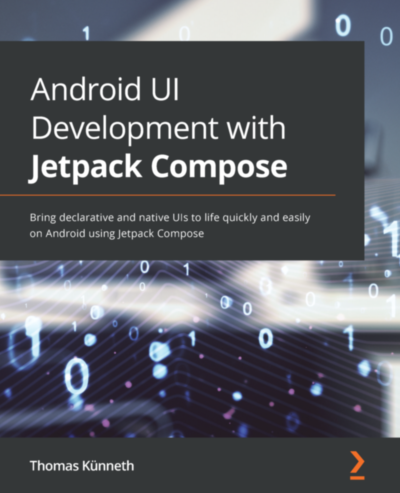 Android UI
Development with
Jetpack Compose
Bring declarative and native UIs to life quickly and easily
on Android using Jetpack Compose
Thomas Künneth